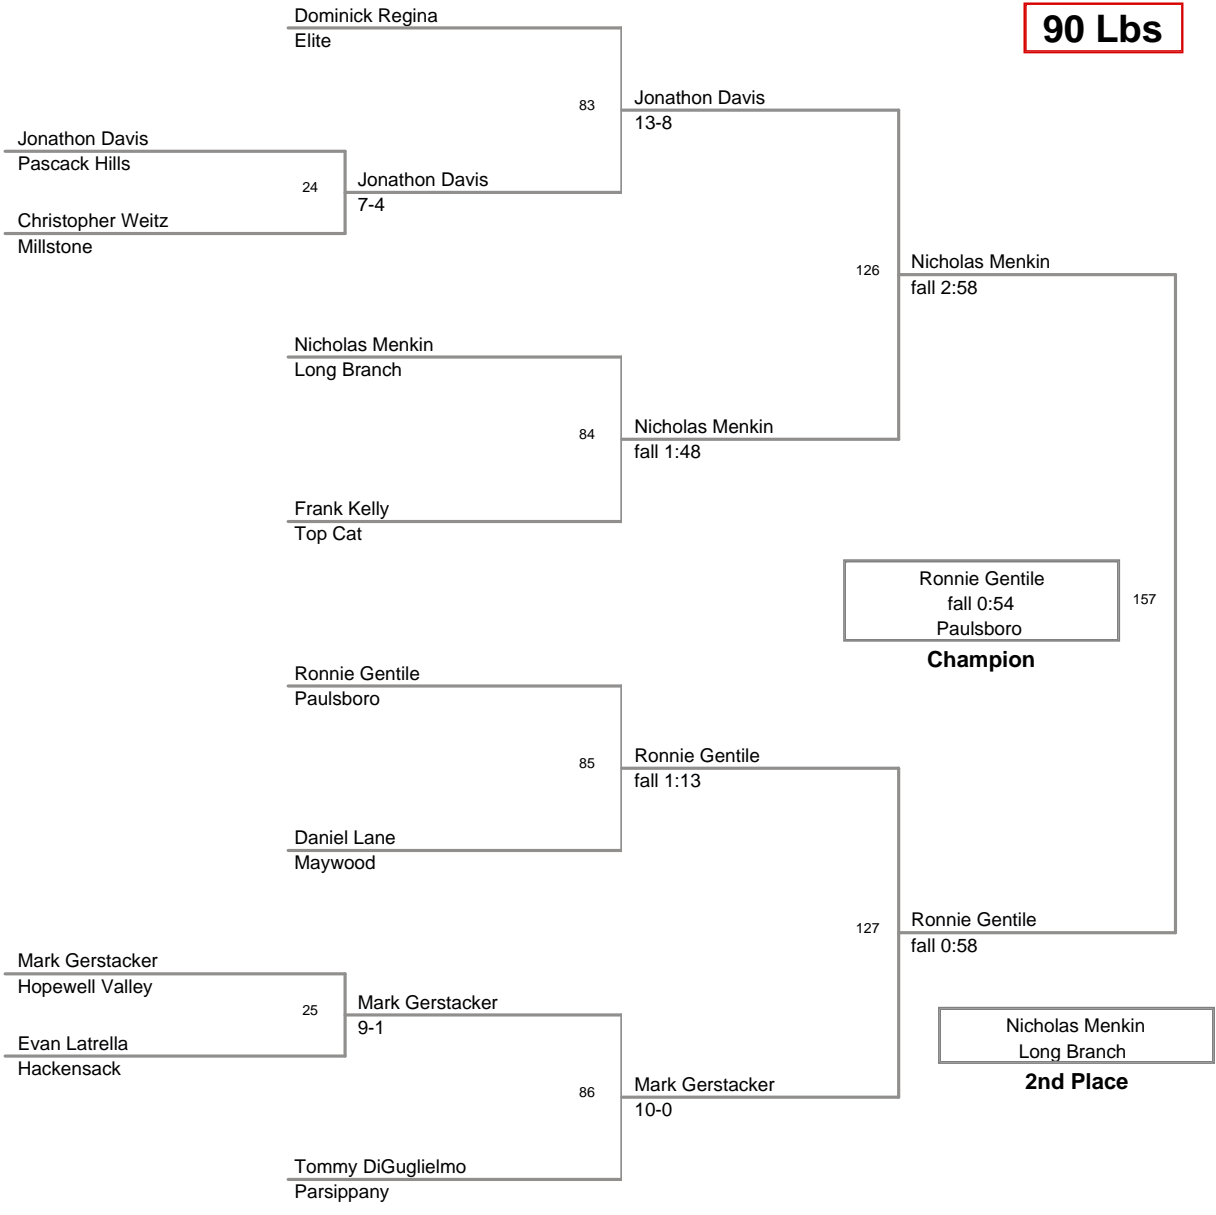 Dominick Regina
Elite
90 Lbs
83
Jonathon Davis
13-8
Jonathon Davis
Pascack Hills
24
Jonathon Davis
7-4
Christopher Weitz
Millstone
126
Nicholas Menkin
fall 2:58
Nicholas Menkin
Long Branch
84
Nicholas Menkin
fall 1:48
Frank Kelly
Top Cat
Ronnie Gentile
fall 0:54
Paulsboro
157
Champion
Ronnie Gentile
Paulsboro
85
Ronnie Gentile
fall 1:13
Daniel Lane
Maywood
127
Ronnie Gentile
fall 0:58
Mark Gerstacker
Hopewell Valley
25
Mark Gerstacker
9-1
Evan Latrella
Hackensack
Nicholas Menkin
Long Branch
2nd Place
86
Mark Gerstacker
10-0
Tommy DiGuglielmo
Parsippany